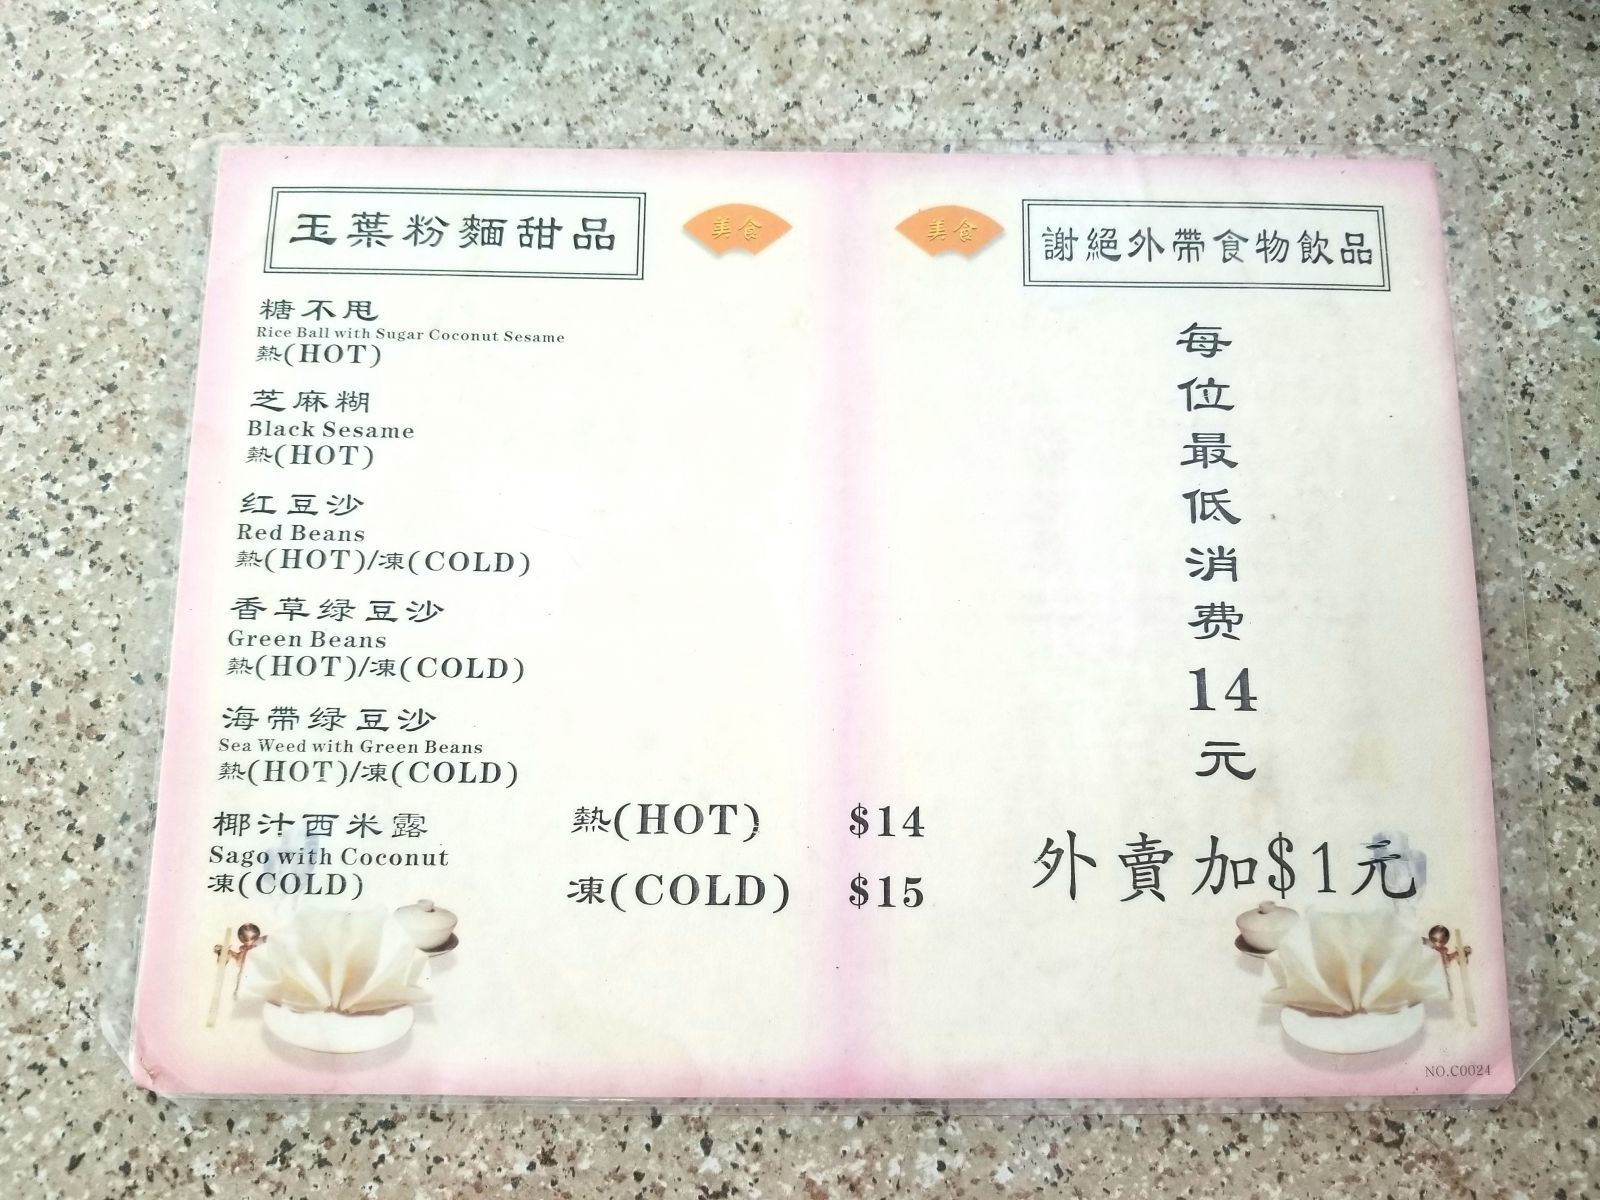 玉葉粉麵甜品
美食
糖不甩
Rice Ball with Sugar Coconut Sesame
熱(HOT)
芝麻糊
Black Sesame
熱(HOT)
红豆沙
Red Beans
熱(HOT)/凍(COLD)
香草绿豆沙
Green Beans
熱(HOT)/凍(COLD)
海帶绿豆沙
Sea Weed with Green Beans
熱(HOT)/凍(COLD)
椰汁西米露
Sago with Coconut
凍(COLD)
熱(HOT) $14
凍(COLD) $15
美食
謝絕外帶食物飲品
每位最低消费14元
外賣加$1元
NO.C0024